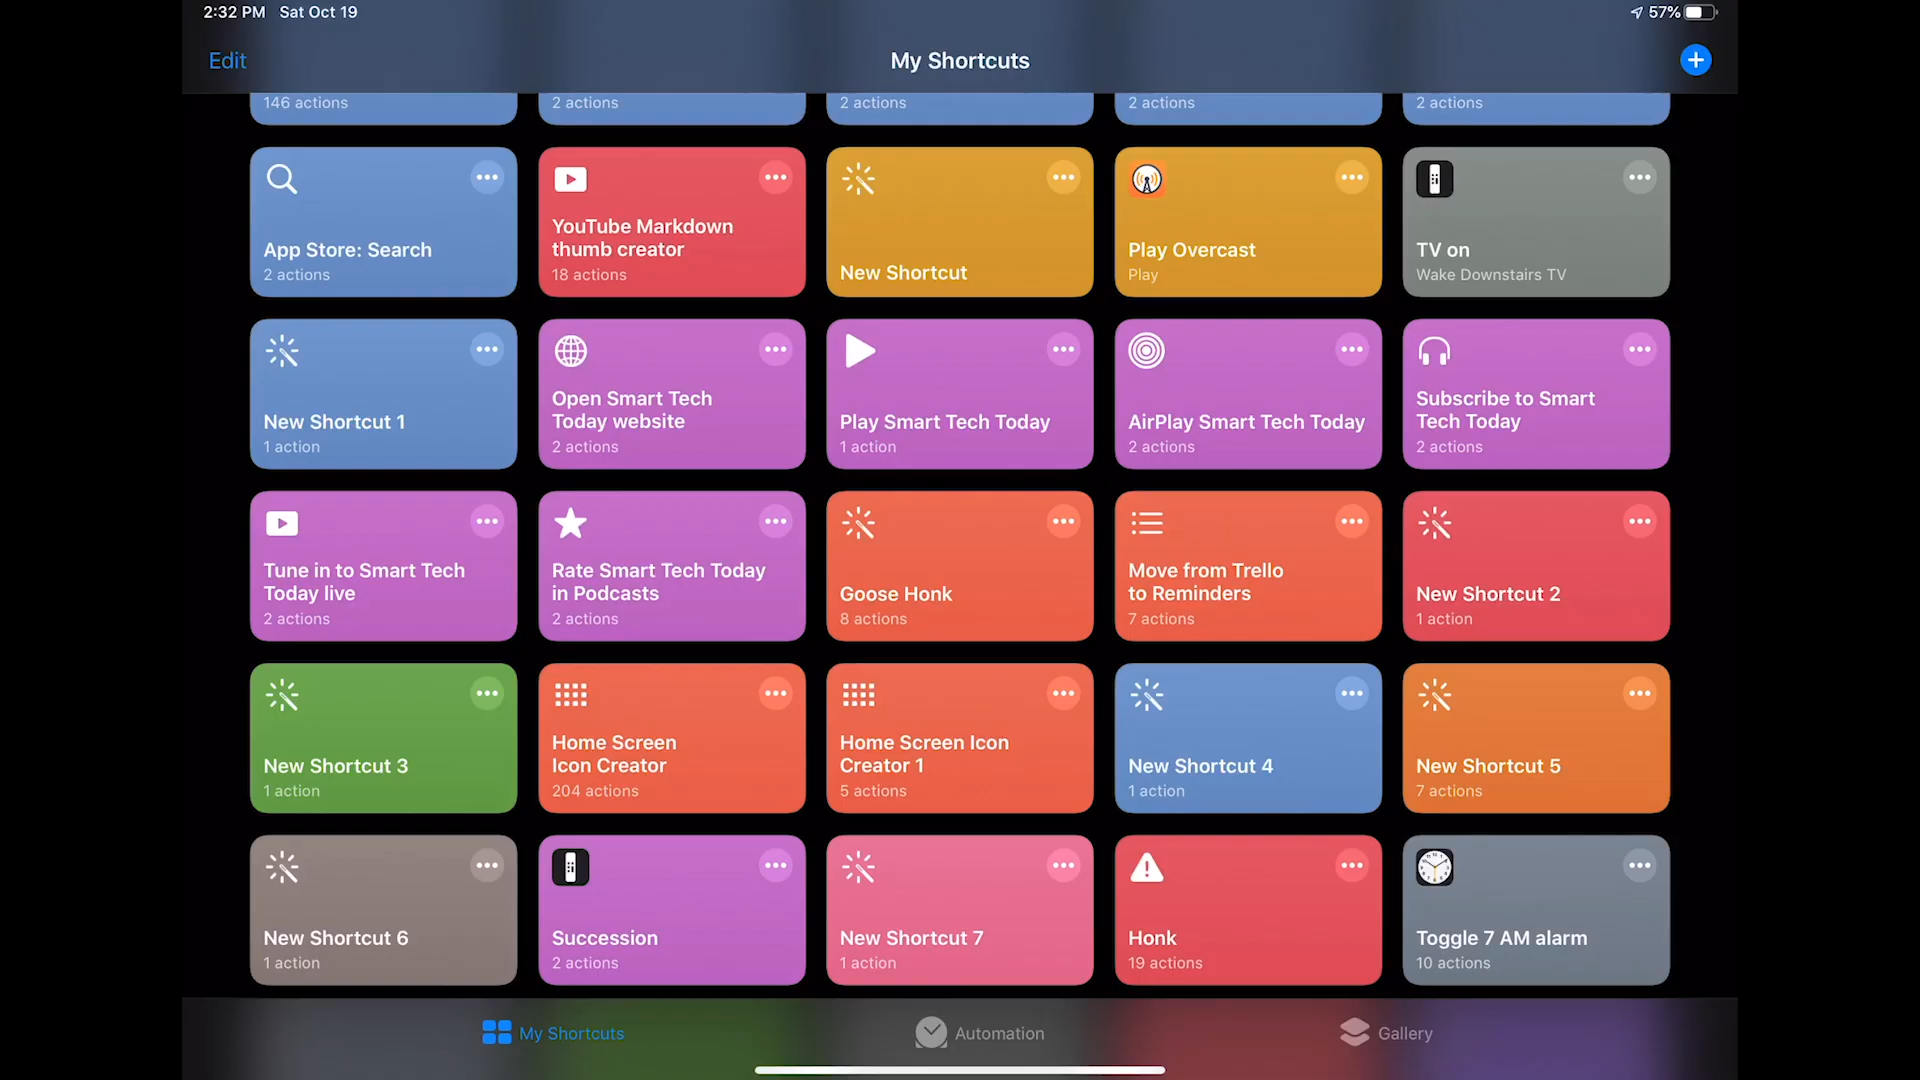 2:32 PM Sat Oct 19
57%
Edit
My Shortcuts
146 actions
2 actions
2 actions
2 actions
2 actions
App Store: Search
2 actions
YouTube Markdown
thumb creator
18 actions
New Shortcut
Play Overcast
Play
TV on
Wake Downstairs TV
New Shortcut 1
1 action
Open Smart Tech
Today website
2 actions
Play Smart Tech Today
1 action
AirPlay Smart Tech Today
2 actions
Subscribe to Smart
Tech Today
2 actions
Tune in to Smart Tech
Today live
2 actions
Rate Smart Tech Today
in Podcasts
2 actions
Goose Honk
8 actions
Move from Trello
to Reminders
7 actions
New Shortcut 2
1 action
New Shortcut 3
1 action
Home Screen
Icon Creator
204 actions
Home Screen Icon
Creator 1
5 actions
New Shortcut 4
1 action
New Shortcut 5
7 actions
New Shortcut 6
1 action
Succession
2 actions
New Shortcut 7
1 action
Honk
19 actions
Toggle 7 AM alarm
10 actions
My Shortcuts
Automation
Gallery